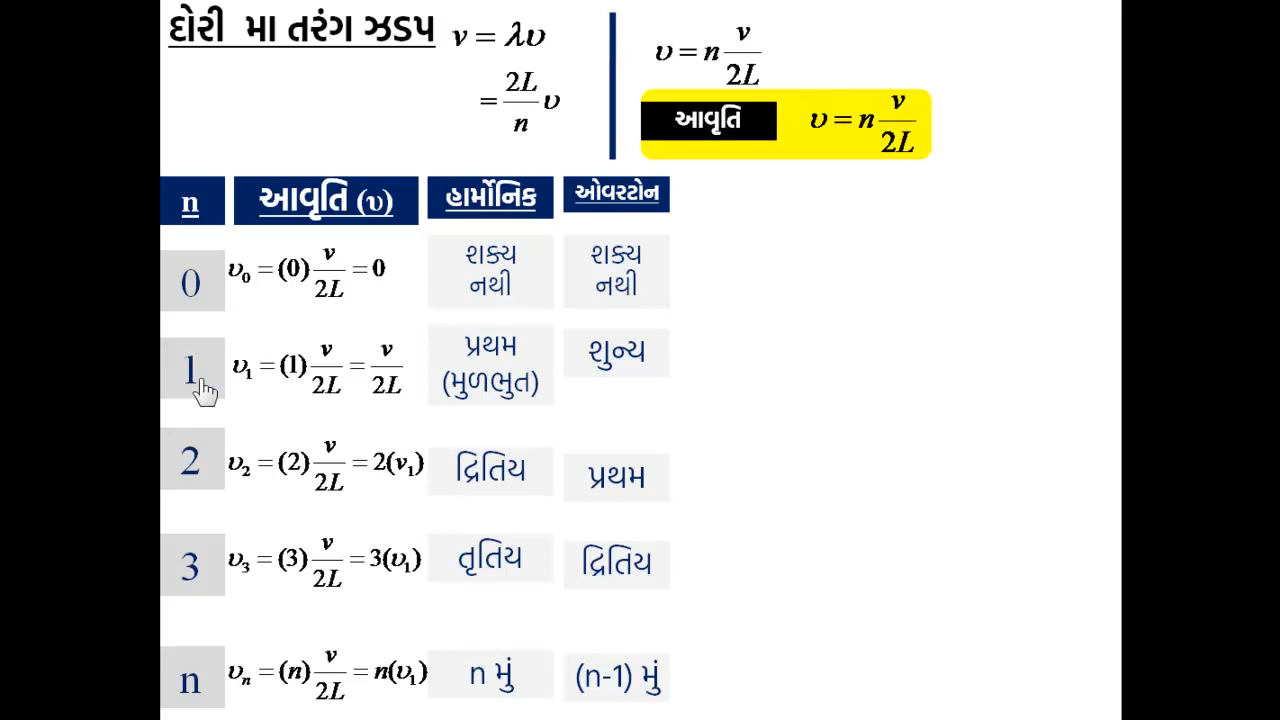 દોરી મા તરંગ ઝડપ
v = λυ
= 2L/n υ
υ = n v/2L
આવૃતિ υ = n v/2L
n આવૃતિ (υ) હાર્મોનિક ઓવરટોન
0 υ₀ = (0) v/2L = 0 શક્ય નથી શક્ય નથી
1 υ₁ = (1) v/2L = v/2L પ્રથમ (મુળભુત) શુન્ય
2 υ₂ = (2) v/2L = 2(v₁) દ્રિતિય પ્રથમ
3 υ₃ = (3) v/2L = 3(υ₁) તૃતિય દ્રિતિય
n υₙ = (n) v/2L = n(υ₁) n મું (n-1) મું